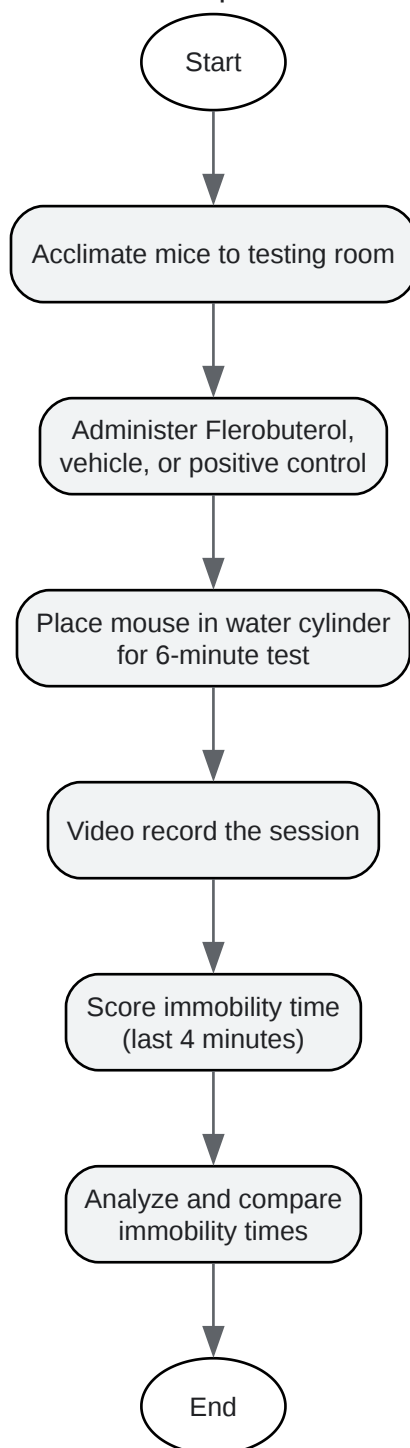 Start
Acclimate mice to testing room
Administer Flerobuterol,
vehicle, or positive control
Place mouse in water cylinder
for 6-minute test
Video record the session
Score immobility time
(last 4 minutes)
Analyze and compare
immobility times
End